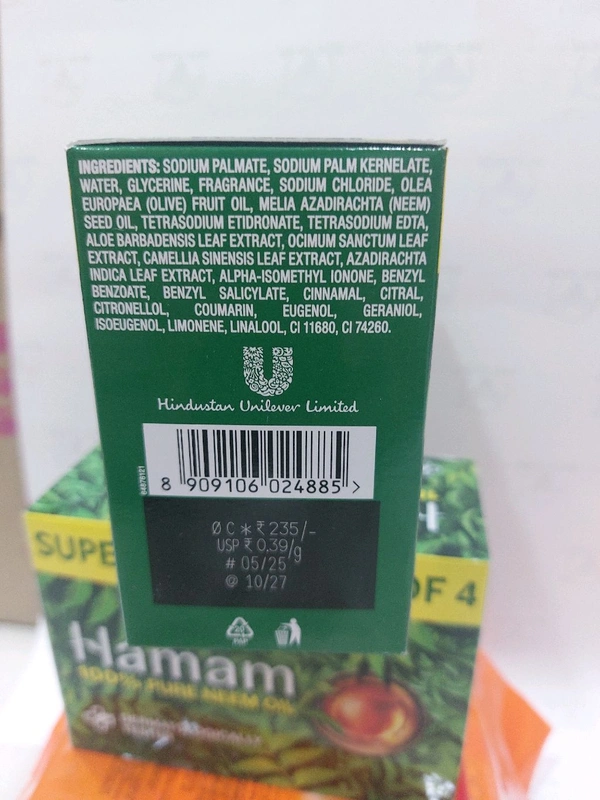 INGREDIENTS: SODIUM PALMATE, SODIUM PALM KERNELATE,
WATER, GLYCERINE, FRAGRANCE, SODIUM CHLORIDE, OLEA
EUROPAEA (OLIVE) FRUIT OIL, MELIA AZADIRACHTA (NEEM)
SEED OIL, TETRASODIUM ETIDRONATE, TETRASODIUM EDTA,
ALOE BARBADENSIS LEAF EXTRACT, OCIMUM SANCTUM LEAF
EXTRACT, CAMELLIA SINENSIS LEAF EXTRACT, AZADIRACHTA
INDICA LEAF EXTRACT, ALPHA-ISOMETHYL IONONE, BENZYL
BENZOATE, BENZYL SALICYLATE, CINNAMAL, CITRAL,
CITRONELLOL, COUMARIN, EUGENOL, GERANIOL,
ISOEUGENOL, LIMONENE, LINALOOL, CI 11680, CI 74260.
Hindustan Unilever Limited
8 909106 024885 >
Ø C * ₹ 235/-
USP ₹ 0.39/g
# 05/25
@ 10/27
SUPE
OF 4
Hamam
100% PURE NEEM OIL